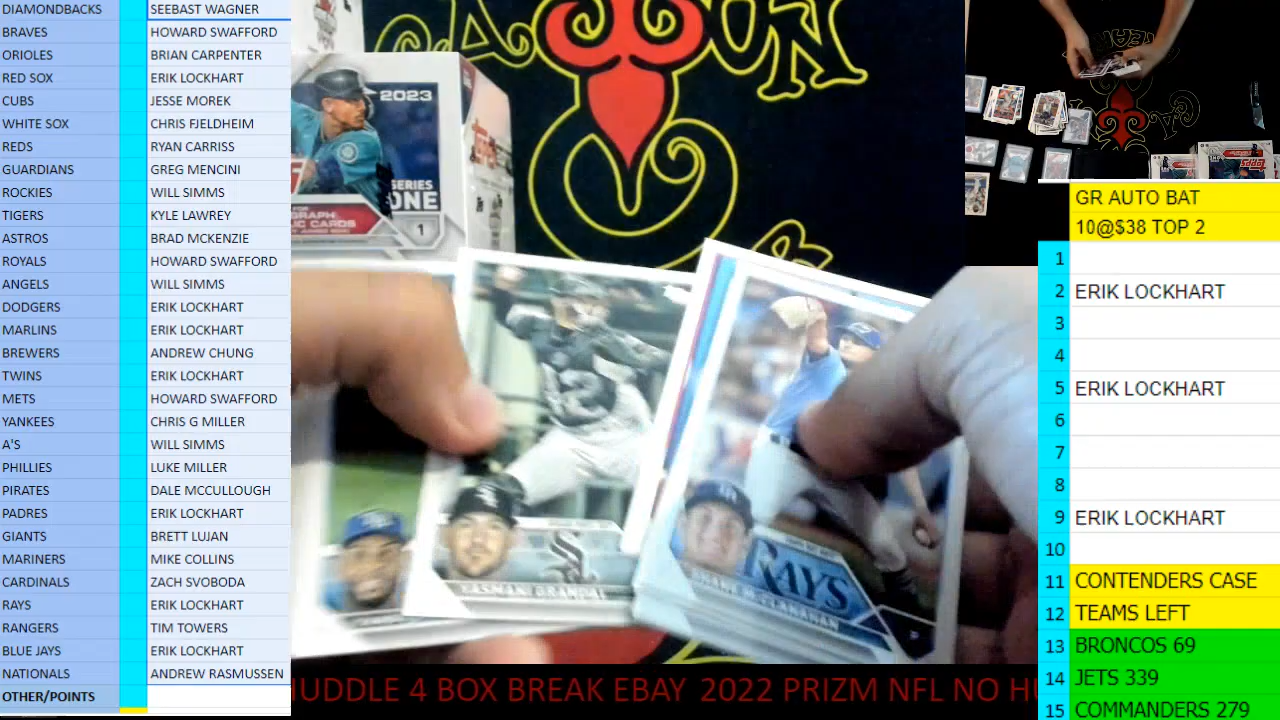 DIAMONDBACKS SEEBAST WAGNER
BRAVES HOWARD SWAFFORD
ORIOLES BRIAN CARPENTER
RED SOX ERIK LOCKHART
CUBS JESSE MOREK
WHITE SOX CHRIS FJELDHEIM
REDS RYAN CARRISS
GUARDIANS GREG MENCINI
ROCKIES WILL SIMMS
TIGERS KYLE LAWREY
ASTROS BRAD MCKENZIE
ROYALS HOWARD SWAFFORD
ANGELS WILL SIMMS
DODGERS ERIK LOCKHART
MARLINS ERIK LOCKHART
BREWERS ANDREW CHUNG
TWINS ERIK LOCKHART
METS HOWARD SWAFFORD
YANKEES CHRIS G MILLER
A'S WILL SIMMS
PHILLIES LUKE MILLER
PIRATES DALE MCCULLOUGH
PADRES ERIK LOCKHART
GIANTS BRETT LUJAN
MARINERS MIKE COLLINS
CARDINALS ZACH SVOBODA
RAYS ERIK LOCKHART
RANGERS TIM TOWERS
BLUE JAYS ERIK LOCKHART
NATIONALS ANDREW RASMUSSEN
OTHER/POINTS
2023
SERIES
ONE
1
RAYS
HUDDLE 4 BOX BREAK EBAY 2022 PRIZM NFL NO HU
GR AUTO BAT
10@$38 TOP 2
1
2 ERIK LOCKHART
3
4
5 ERIK LOCKHART
6
7
8
9 ERIK LOCKHART
10
11 CONTENDERS CASE
12 TEAMS LEFT
13 BRONCOS 69
14 JETS 339
15 COMMANDERS 279